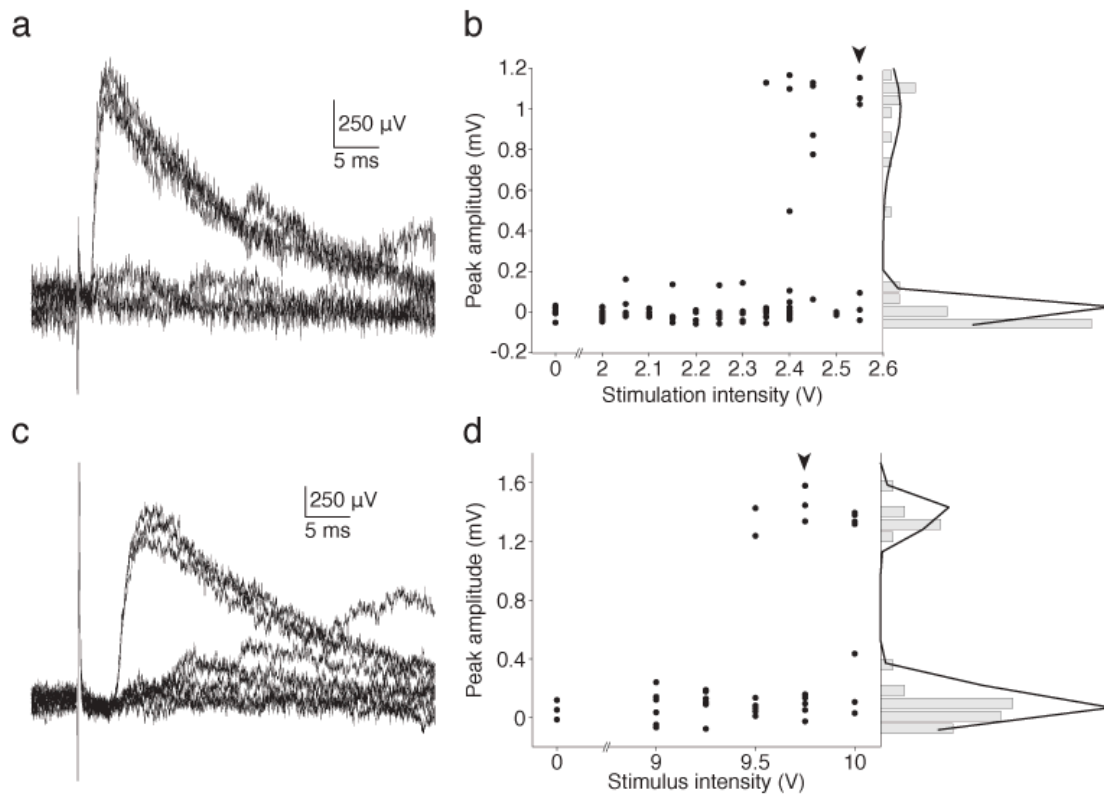 a
250 µV
5 ms
b
Peak amplitude (mV)
1.2
1
0.8
0.6
0.4
0.2
0
-0.2
0 2 2.1 2.2 2.3 2.4 2.5 2.6
Stimulation intensity (V)
c
250 µV
5 ms
d
Peak amplitude (mV)
1.6
1.2
0.8
0.4
0
0 9 9.5 10
Stimulus intensity (V)